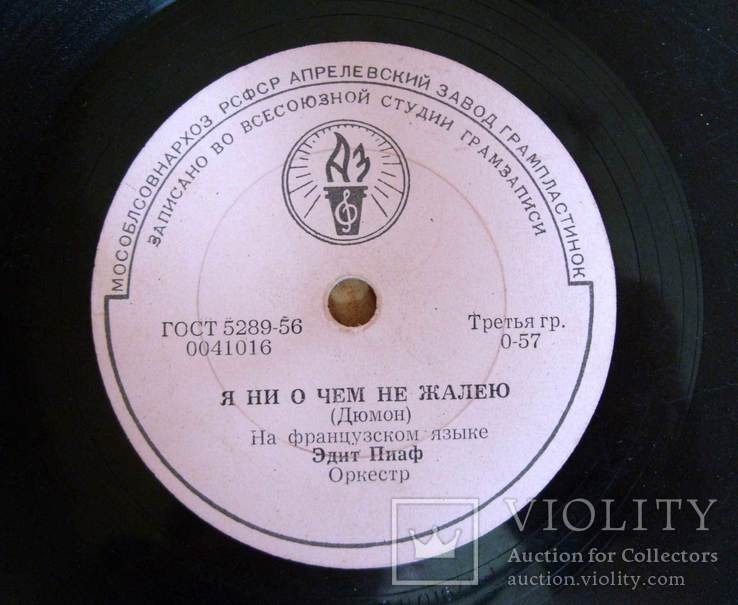 МОСОБЛСОВНАРХОЗ РСФСР АПРЕЛЕВСКИЙ ЗАВОД ГРАМПЛАСТИНОК
ЗАПИСАНО ВО ВСЕСОЮЗНОЙ СТУДИИ ГРАМЗАПИСИ
АЗ
ГОСТ 5289-56
0041016
Третья гр.
0-57
Я НИ О ЧЕМ НЕ ЖАЛЕЮ
(Дюмон)
На французском языке
Эдит Пиаф
Оркестр
VIOLITY
Auction for Collectors
auction.violity.com